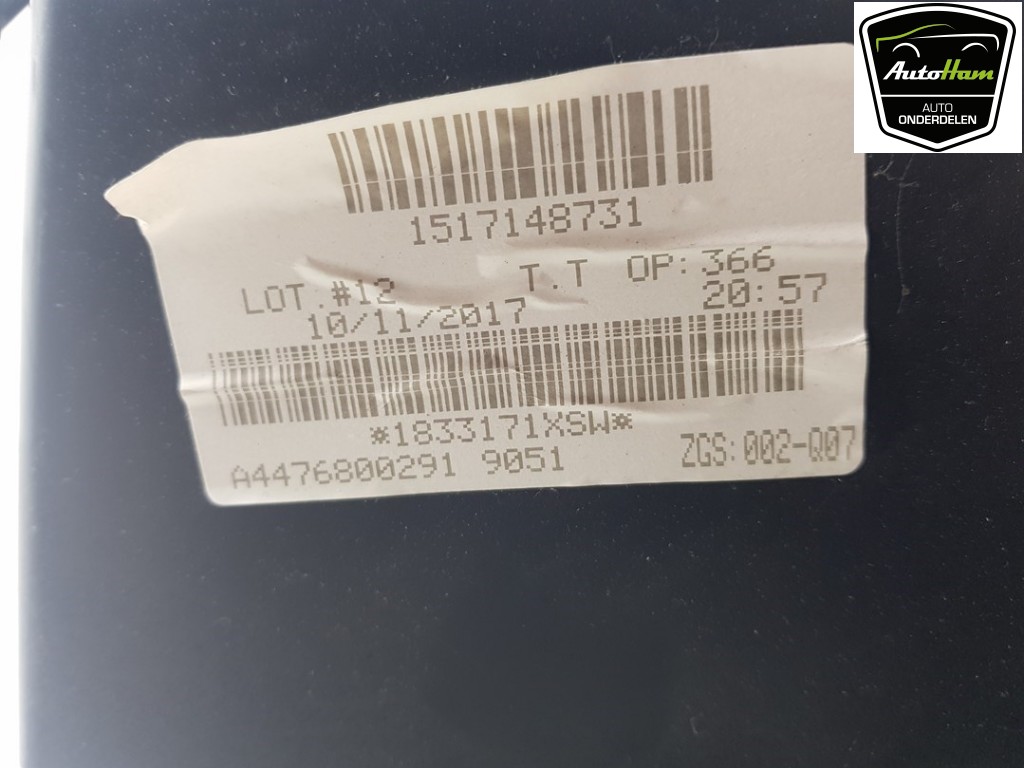 AutoHam
AUTO
ONDERDELEN
1517148731
T.T OP: 366
LOT.#12 20:57
10/11/2017
*1833171XSW*
A4476800291 9051 ZGS: 002-Q07